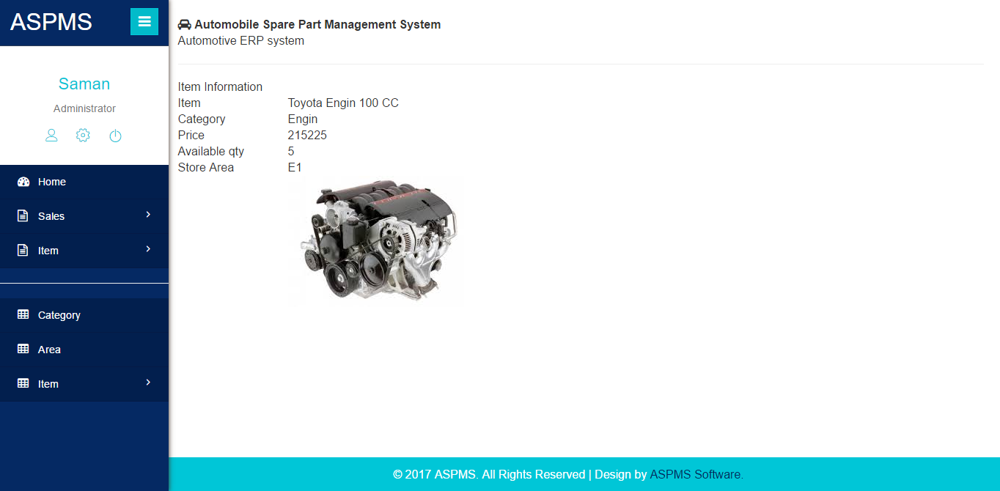 ASPMS
Saman
Administrator
Home
Sales
Item
Category
Area
Item
Automobile Spare Part Management System
Automotive ERP system
Item Information
Item Toyota Engin 100 CC
Category Engin
Price 215225
Available qty 5
Store Area E1
© 2017 ASPMS. All Rights Reserved | Design by ASPMS Software.